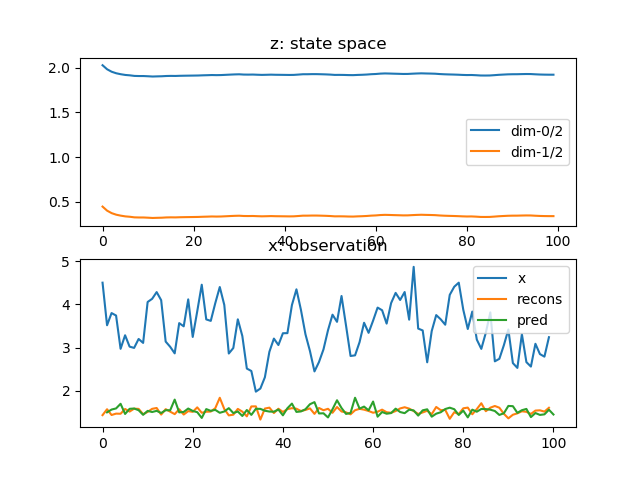 z: state space
2.0
1.5
1.0
0.5
dim-0/2
dim-1/2
0 20 40 60 80 100
x: observation
5
4
3
2
x
recons
pred
0 20 40 60 80 100